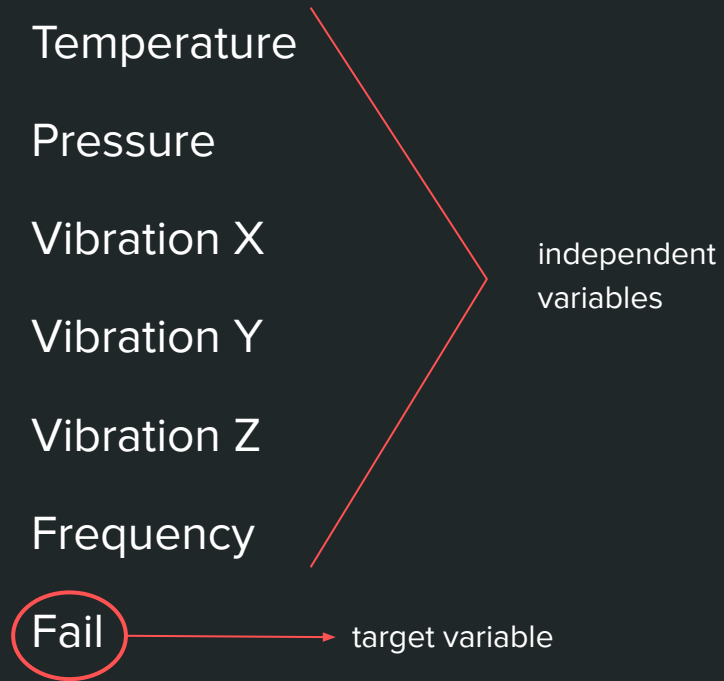 Temperature
Pressure
Vibration X
independent
variables
Vibration Y
Vibration Z
Frequency
Fail
target variable